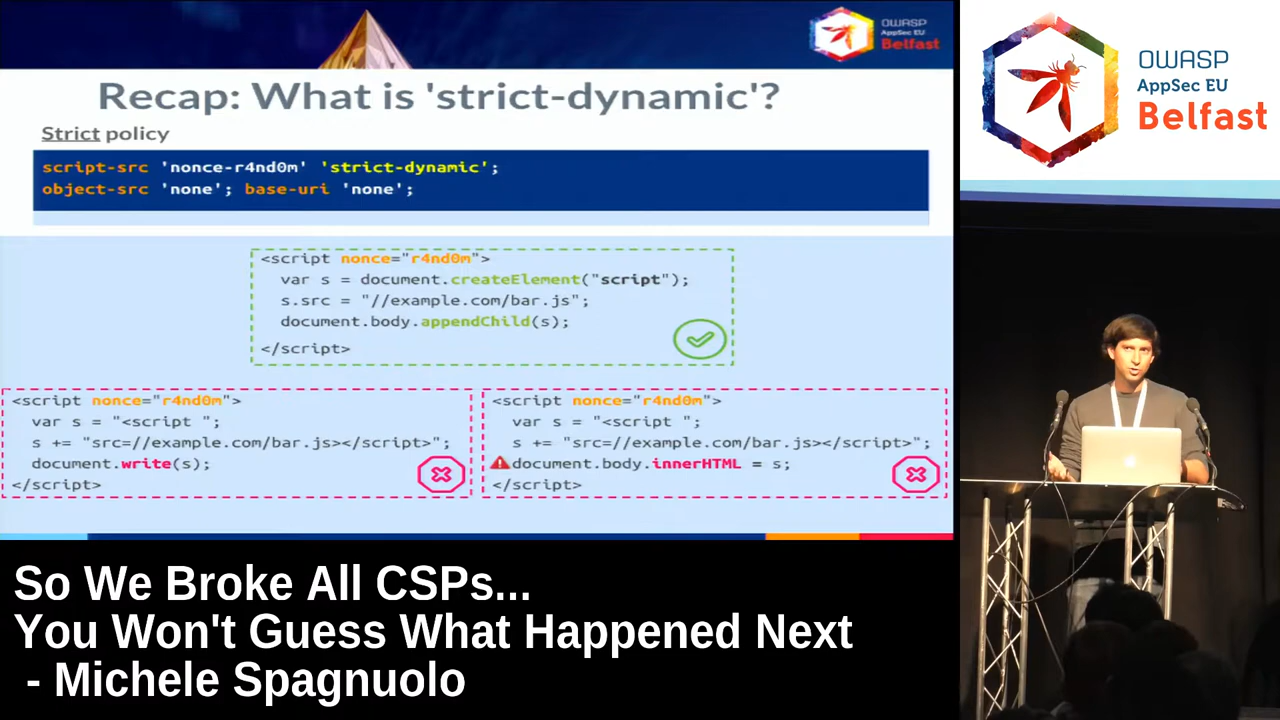 OWASP
AppSec EU
Belfast
Recap: What is 'strict-dynamic'?
Strict policy
script-src 'nonce-r4nd0m' 'strict-dynamic';
object-src 'none'; base-uri 'none';
<script nonce="r4nd0m">
var s = document.createElement("script");
s.src = "//example.com/bar.js";
document.body.appendChild(s);
</script>
<script nonce="r4nd0m">
var s = "<script ";
s += "src=//example.com/bar.js></script>";
document.write(s);
</script>
<script nonce="r4nd0m">
var s = "<script ";
s += "src=//example.com/bar.js></script>";
document.body.innerHTML = s;
</script>
OWASP
AppSec EU
Belfast
So We Broke All CSPs...
You Won't Guess What Happened Next
- Michele Spagnuolo